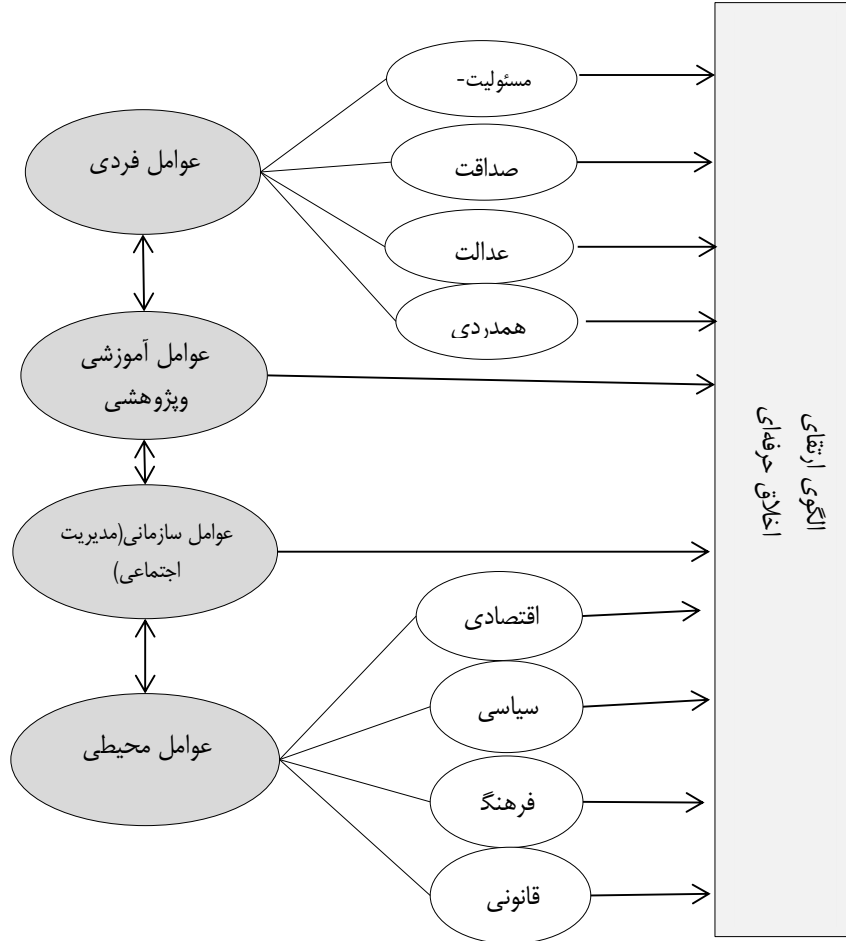 مسئولیت-
عوامل فردی
صداقت
عدالت
همدردی
عوامل آموزشی
وپژوهشی
عوامل سازمانی(مدیریت
اجتماعی)
اقتصادی
سیاسی
عوامل محیطی
فرهنگ
قانونی
الگوی ارتقای
اخلاق حرفه‌ای